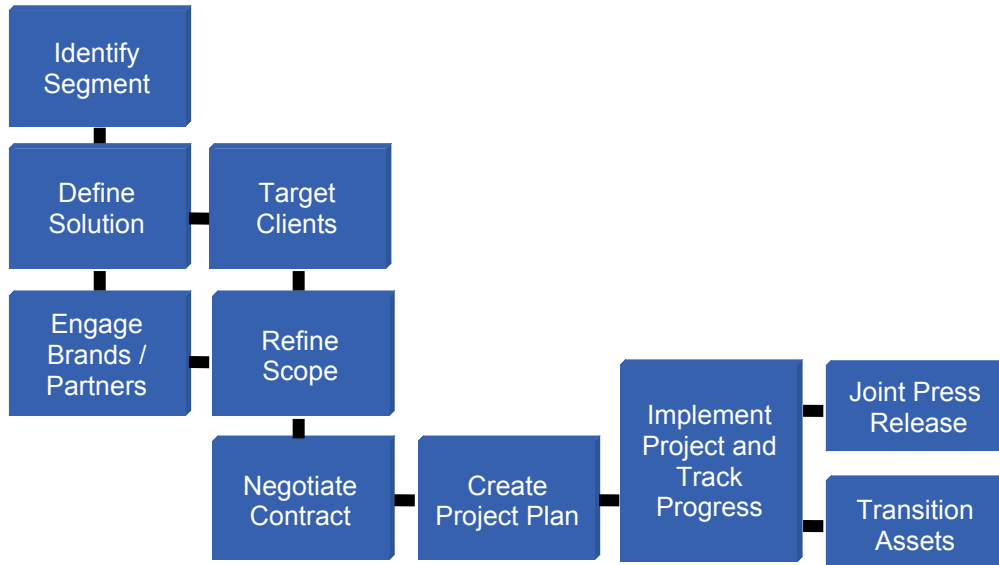 Identify
Segment
Define
Solution
Target
Clients
Engage
Brands /
Partners
Refine
Scope
Negotiate
Contract
Create
Project Plan
Implement
Project and
Track
Progress
Joint Press
Release
Transition
Assets